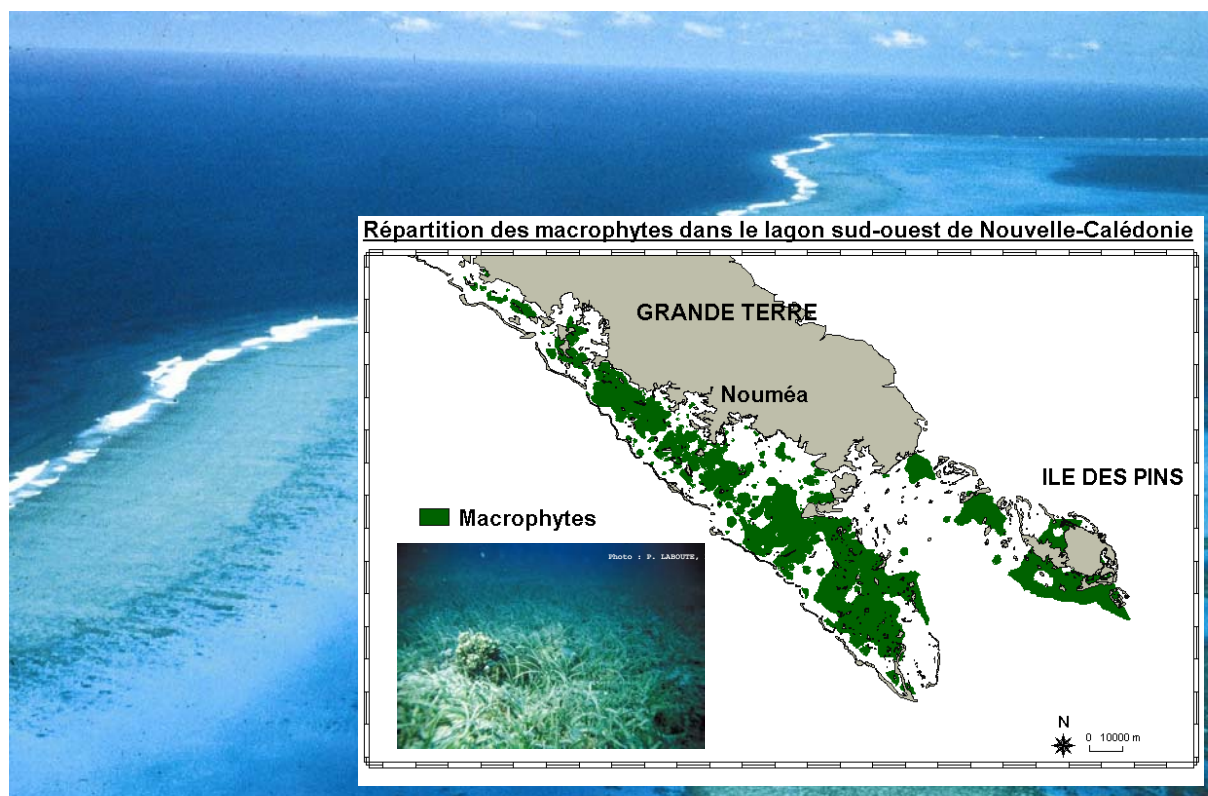 Répartition des macrophytes dans le lagon sud-ouest de Nouvelle-Calédonie
GRANDE TERRE
Nouméa
ILE DES PINS
Macrophytes
Photo : P. LABOUTE,
N
0 10000 m